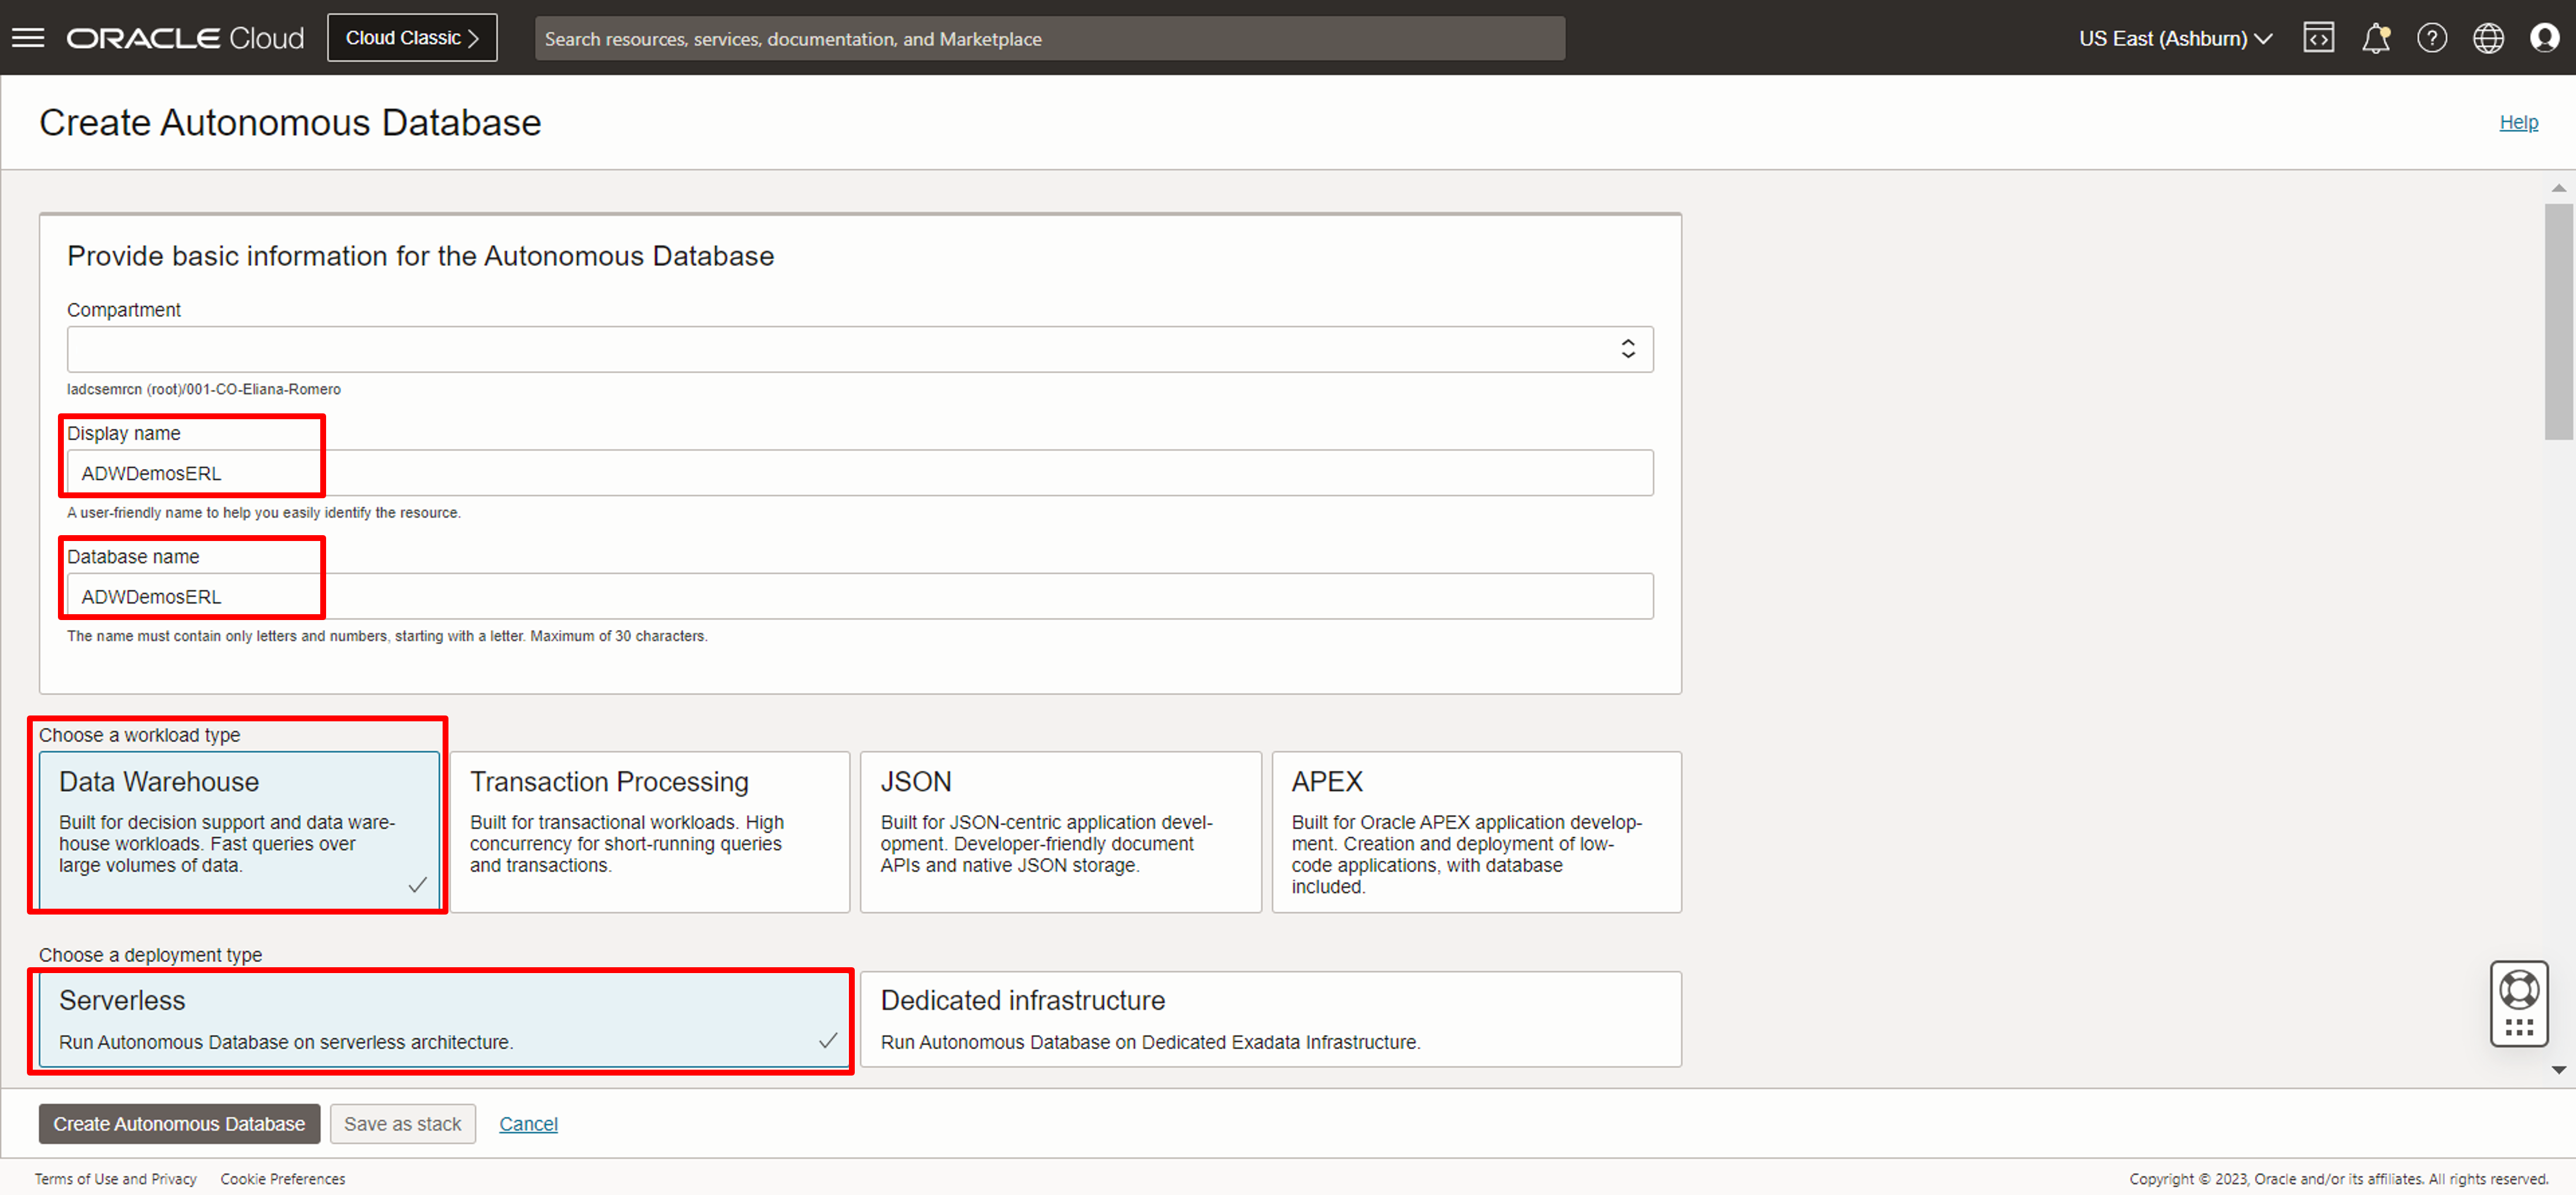 ORACLE Cloud
Cloud Classic
Search resources, services, documentation, and Marketplace
US East (Ashburn)
Create Autonomous Database
Help
Provide basic information for the Autonomous Database
Compartment
ladcsemrcn (root)/001-CO-Eliana-Romero
Display name
ADWDemosERL
A user-friendly name to help you easily identify the resource.
Database name
ADWDemosERL
The name must contain only letters and numbers, starting with a letter. Maximum of 30 characters.
Choose a workload type
Data Warehouse
Built for decision support and data ware-
house workloads. Fast queries over
large volumes of data.
Transaction Processing
Built for transactional workloads. High
concurrency for short-running queries
and transactions.
JSON
Built for JSON-centric application devel-
opment. Developer-friendly document
APIs and native JSON storage.
APEX
Built for Oracle APEX application develop-
ment. Creation and deployment of low-
code applications, with database
included.
Choose a deployment type
Serverless
Run Autonomous Database on serverless architecture.
Dedicated infrastructure
Run Autonomous Database on Dedicated Exadata Infrastructure.
Create Autonomous Database
Save as stack
Cancel
Terms of Use and Privacy
Cookie Preferences
Copyright © 2023, Oracle and/or its affiliates. All rights reserved.